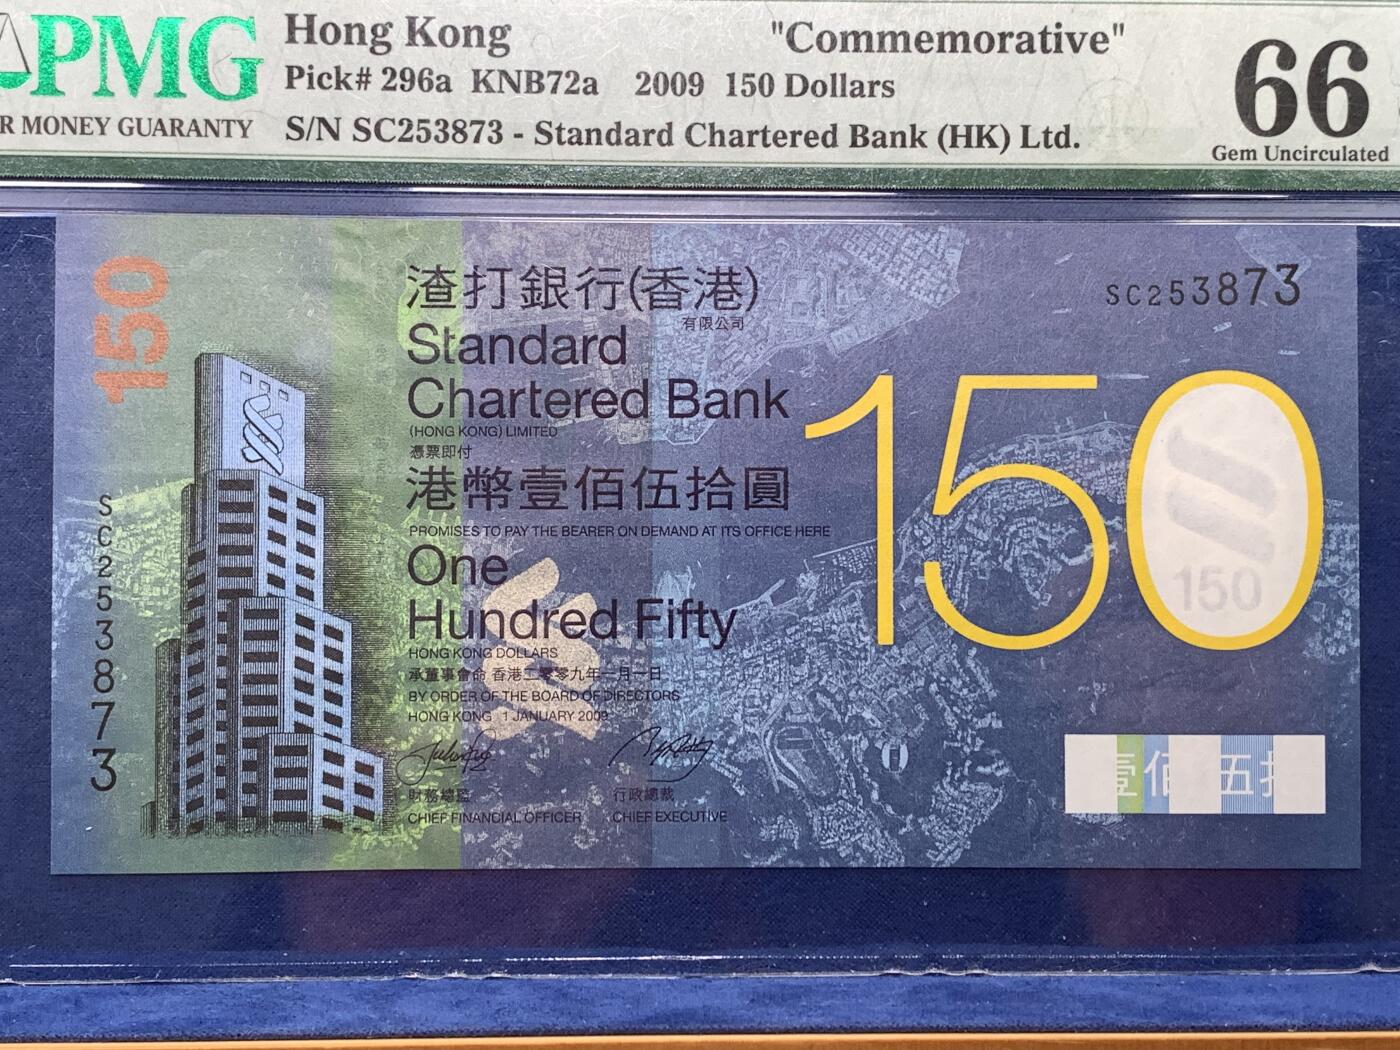 PMG
R MONEY GUARANTY
Hong Kong "Commemorative"
Pick# 296a KNB72a 2009 150 Dollars
S/N SC253873 - Standard Chartered Bank (HK) Ltd.
66
Gem Uncirculated
150
渣打銀行(香港)
有限公司
SC253873
Standard
Chartered Bank
(HONG KONG) LIMITED
憑票即付
港幣壹佰伍拾圓
PROMISES TO PAY THE BEARER ON DEMAND AT ITS OFFICE HERE
One
Hundred Fifty
HONG KONG DOLLARS
承董事會命 香港二零零九年一月一日
BY ORDER OF THE BOARD OF DIRECTORS
HONG KONG 1 JANUARY 2009
財務總監 行政總裁
CHIEF FINANCIAL OFFICER CHIEF EXECUTIVE
SC253873
150
150